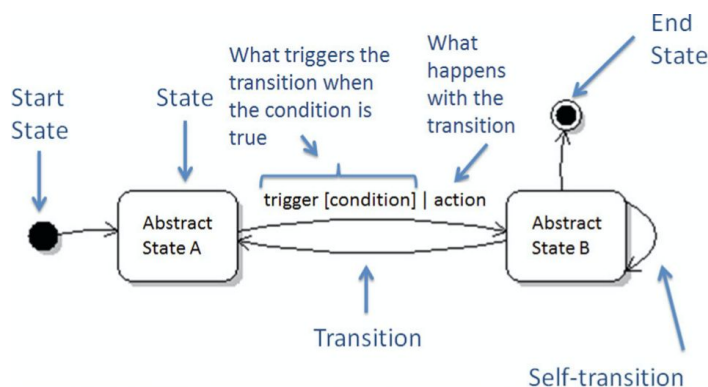 End
State
What triggers the
transition when
the condition is
true
What
happens
with the
transition
Start
State
State
trigger [condition] | action
Abstract
State A
Abstract
State B
Transition
Self-transition